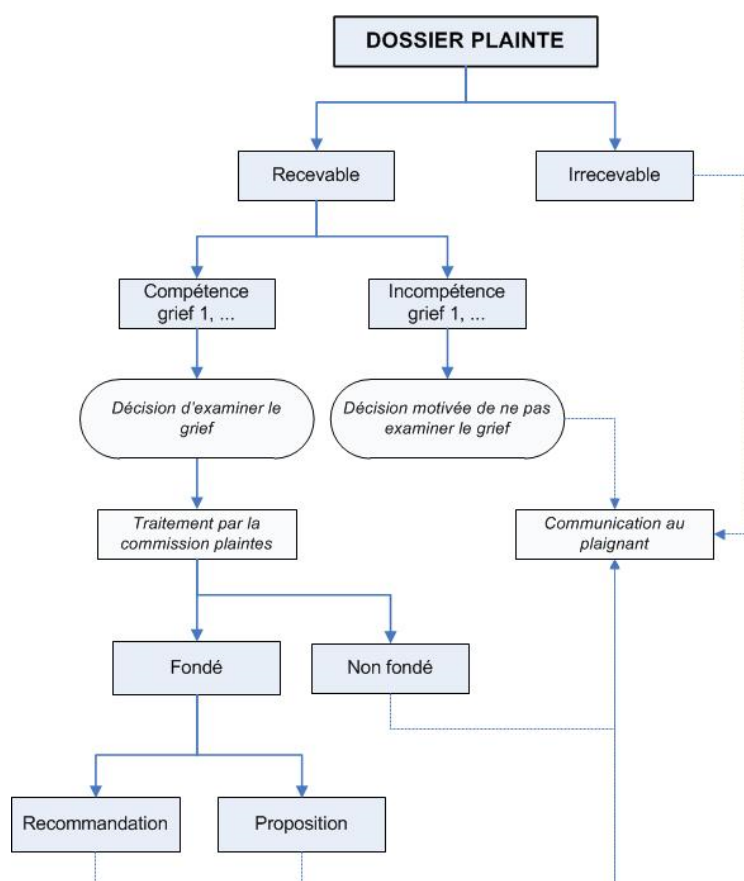 DOSSIER PLAINTE
Recevable
Irrecevable
Compétence
grief 1, ...
Incompétence
grief 1, ...
Décision d'examiner le
grief
Décision motivée de ne pas
examiner le grief
Traitement par la
commission plaintes
Communication au
plaignant
Fondé
Non fondé
Recommandation
Proposition